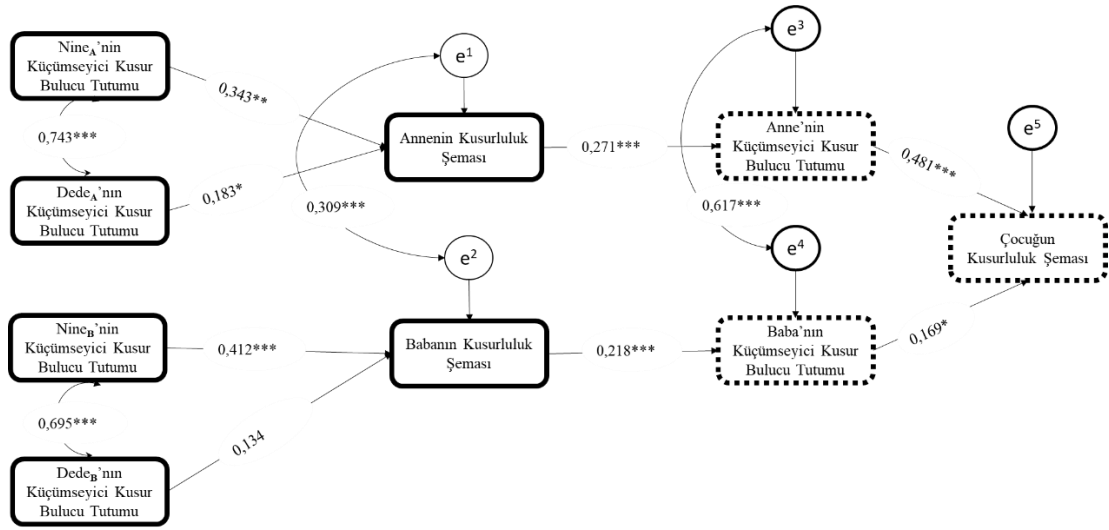 Nine_A'nin
Küçümseyici Kusur
Bulucu Tutumu
0,743***
Dede_A'nın
Küçümseyici Kusur
Bulucu Tutumu
0,343**
0,183*
e1
Annenin Kusurluluk
Şeması
0,309***
e2
Nine_B'nin
Küçümseyici Kusur
Bulucu Tutumu
0,695***
Dede_B'nın
Küçümseyici Kusur
Bulucu Tutumu
0,412***
0,134
Babanın Kusurluluk
Şeması
0,271***
0,218***
e3
Anne'nin
Küçümseyici Kusur
Bulucu Tutumu
0,617***
e4
Baba'nın
Küçümseyici Kusur
Bulucu Tutumu
0,481***
0,169*
e5
Çocuğun
Kusurluluk Şeması